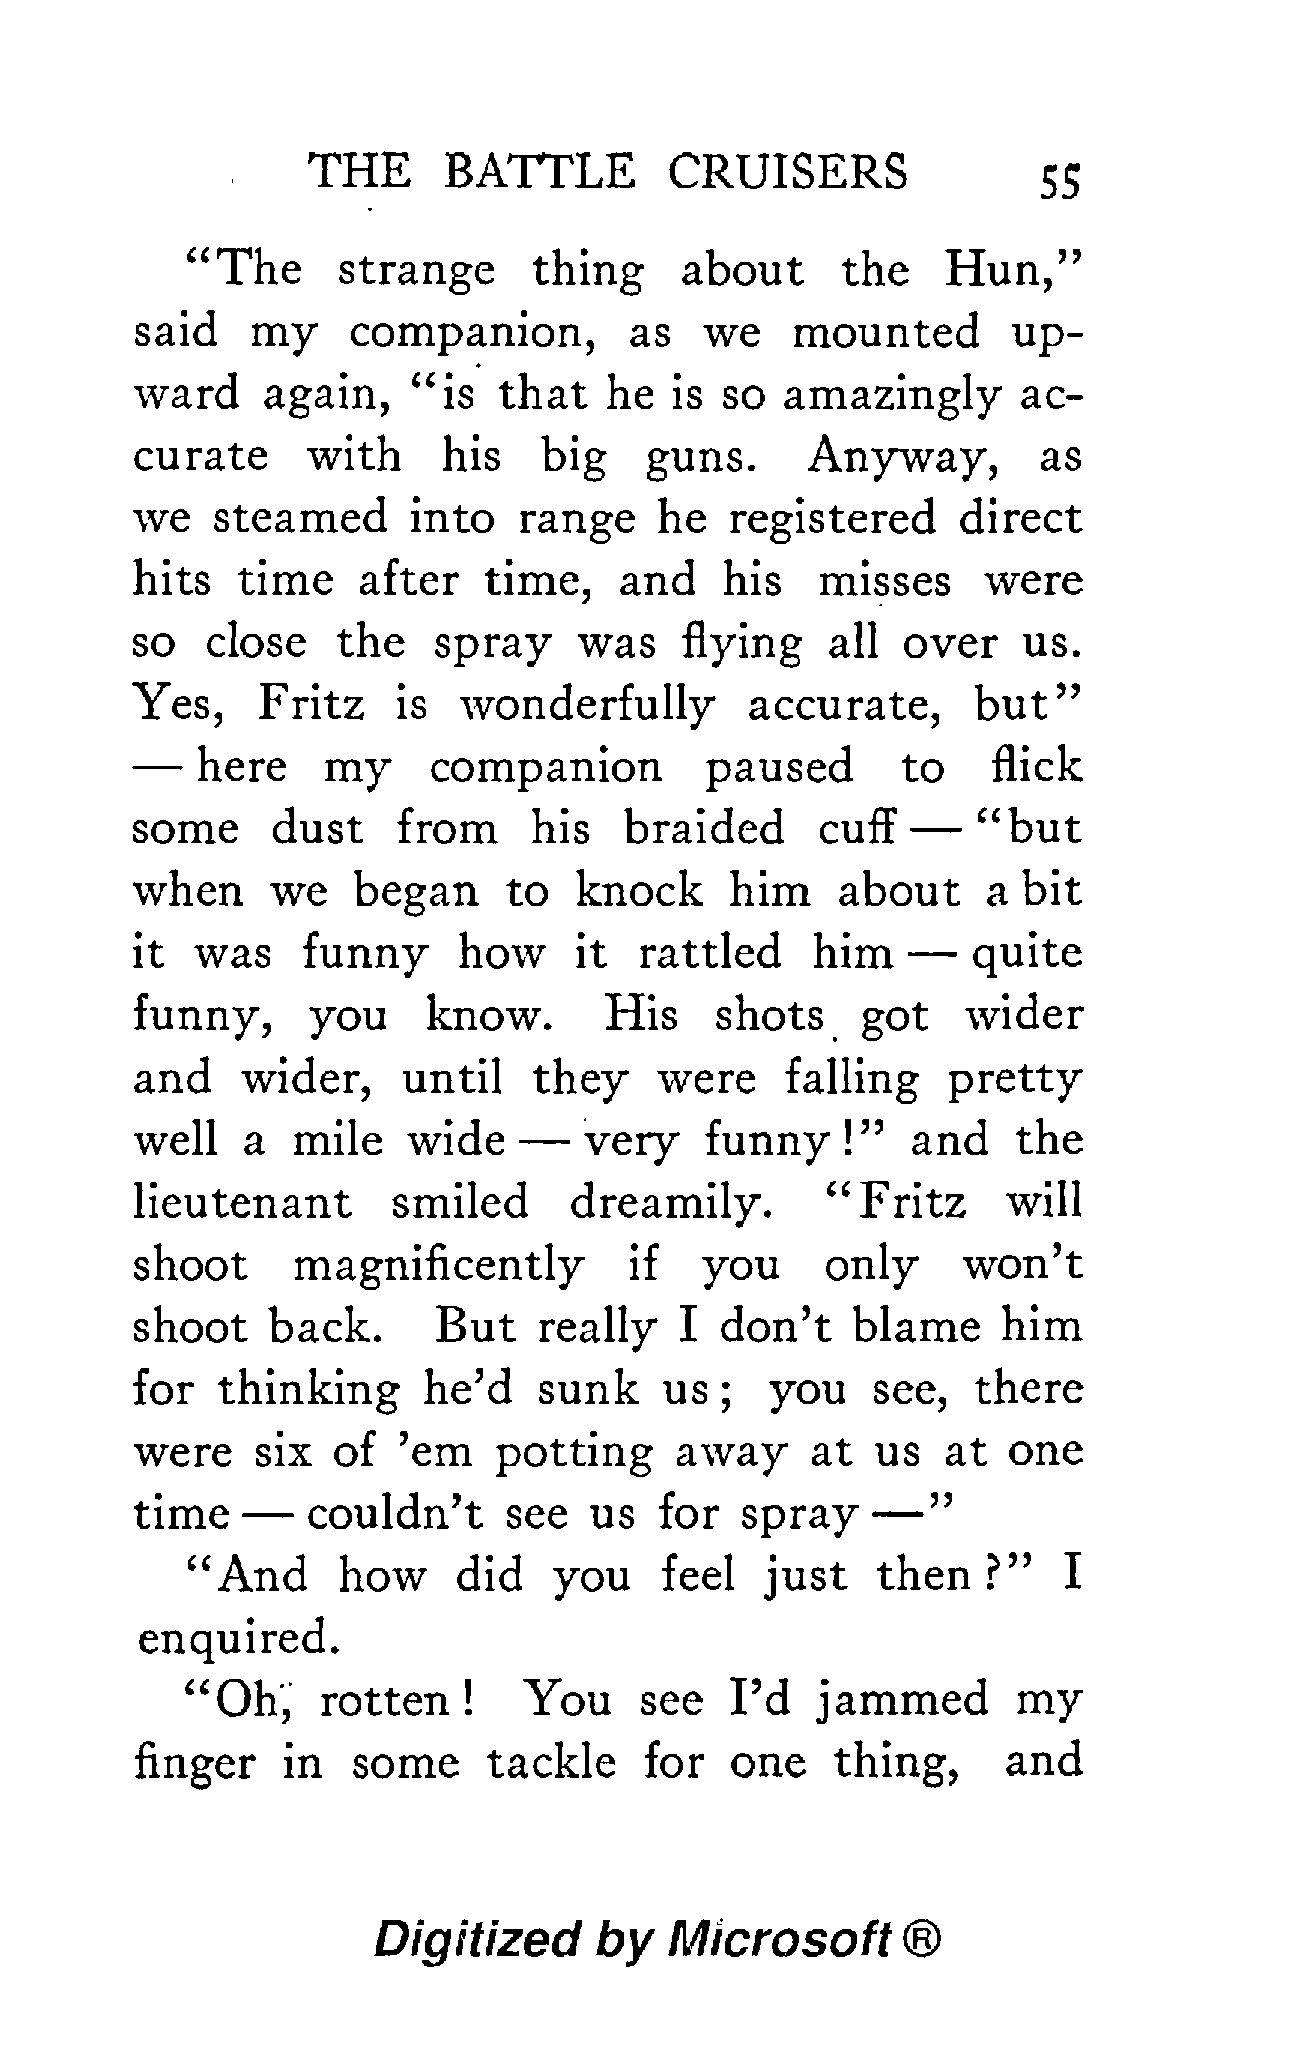 THE BATTLE CRUISERS 55
"The strange thing about the Hun,"
said my companion, as we mounted up-
ward again, "is that he is so amazingly ac-
curate with his big guns. Anyway, as
we steamed into range he registered direct
hits time after time, and his misses were
so close the spray was flying all over us.
Yes, Fritz is wonderfully accurate, but"
— here my companion paused to flick
some dust from his braided cuff — "but
when we began to knock him about a bit
it was funny how it rattled him — quite
funny, you know. His shots got wider
and wider, until they were falling pretty
well a mile wide — very funny!" and the
lieutenant smiled dreamily. "Fritz will
shoot magnificently if you only won't
shoot back. But really I don't blame him
for thinking he'd sunk us; you see, there
were six of 'em potting away at us at one
time — couldn't see us for spray —"
"And how did you feel just then?" I
enquired.
"Oh, rotten! You see I'd jammed my
finger in some tackle for one thing, and
Digitized by Microsoft ®